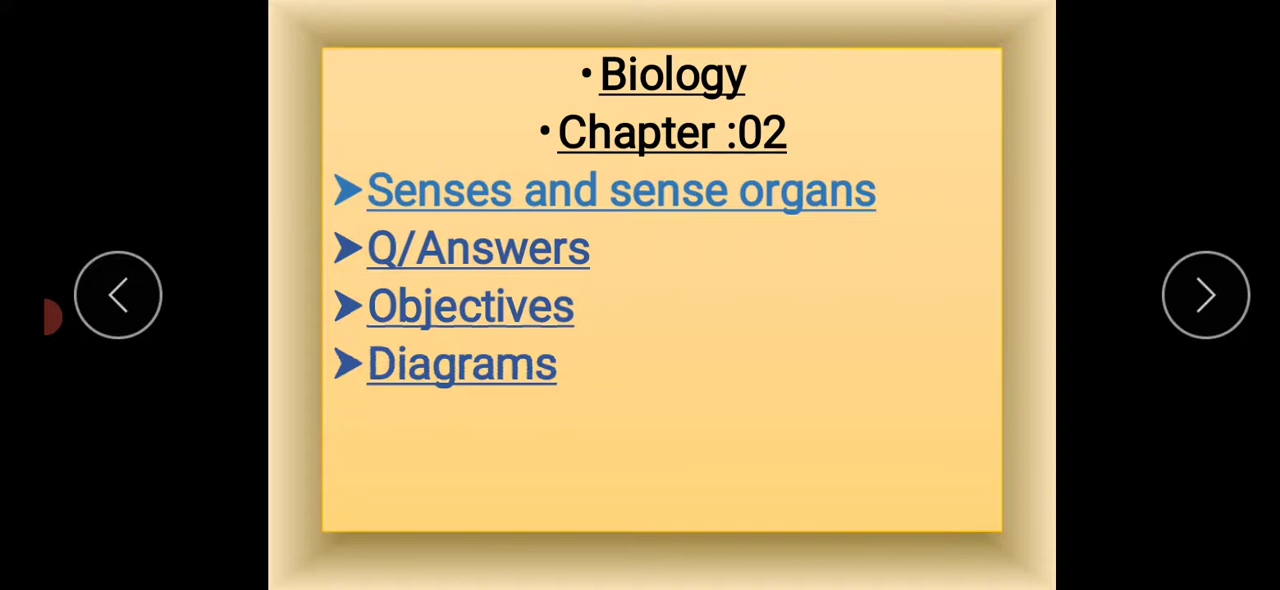 • Biology
• Chapter :02
➤Senses and sense organs
➤Q/Answers
➤Objectives
➤Diagrams